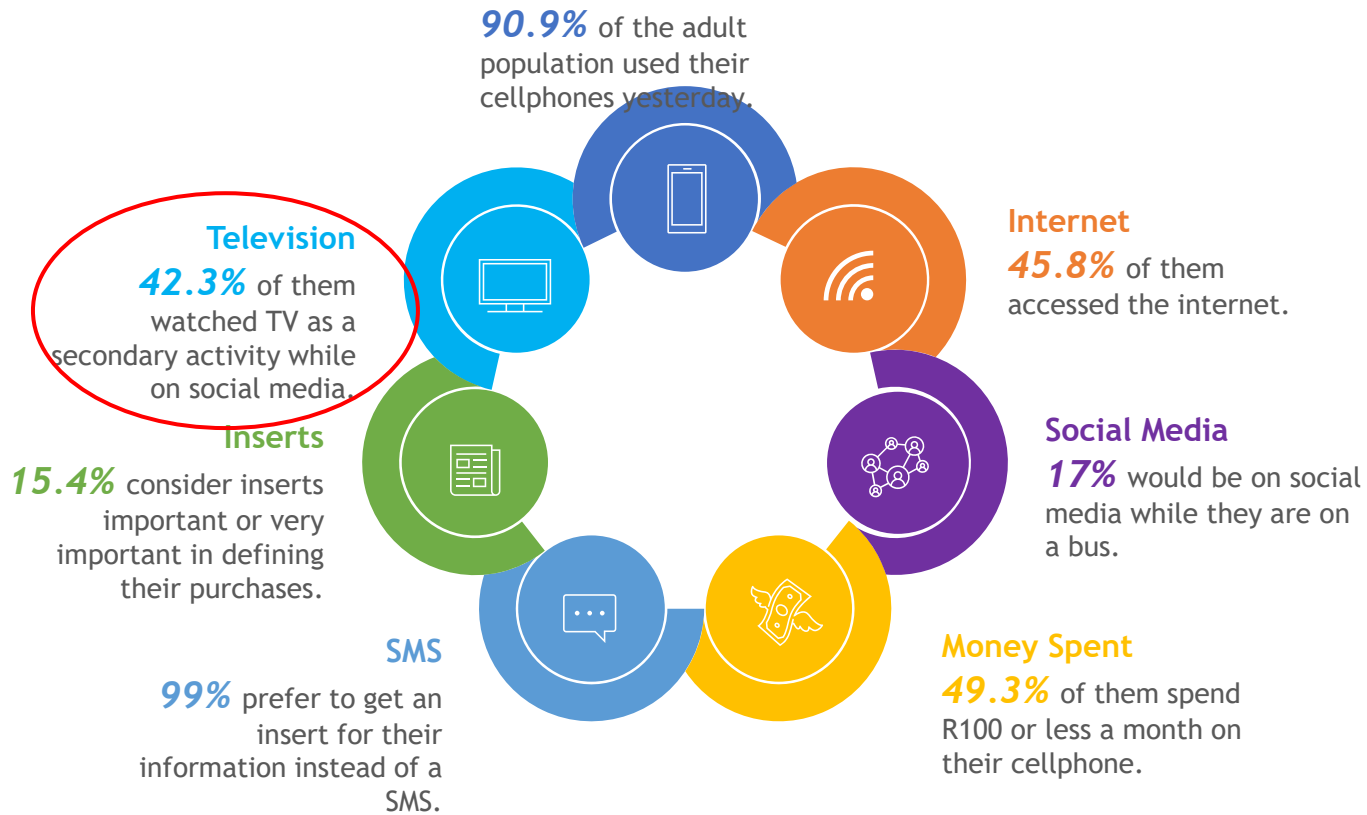 90.9% of the adult
population used their
cellphones yesterday.
Television
42.3% of them
watched TV as a
secondary activity while
on social media.
Internet
45.8% of them
accessed the internet.
Inserts
15.4% consider inserts
important or very
important in defining
their purchases.
Social Media
17% would be on social
media while they are on
a bus.
SMS
99% prefer to get an
insert for their
information instead of a
SMS.
Money Spent
49.3% of them spend
R100 or less a month on
their cellphone.